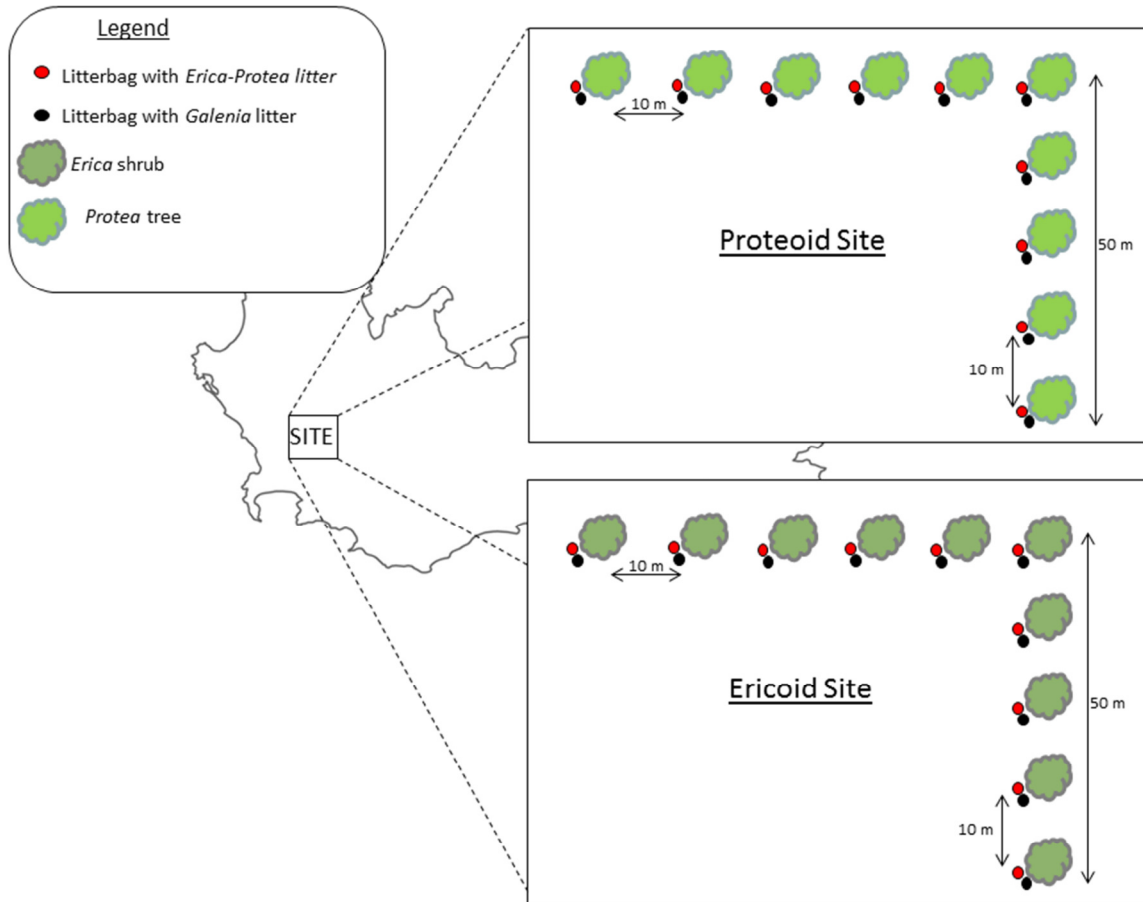 Legend
Litterbag with Erica-Protea litter
Litterbag with Galenia litter
Erica shrub
Protea tree
10 m
Proteoid Site
50 m
10 m
SITE
10 m
Ericoid Site
50 m
10 m